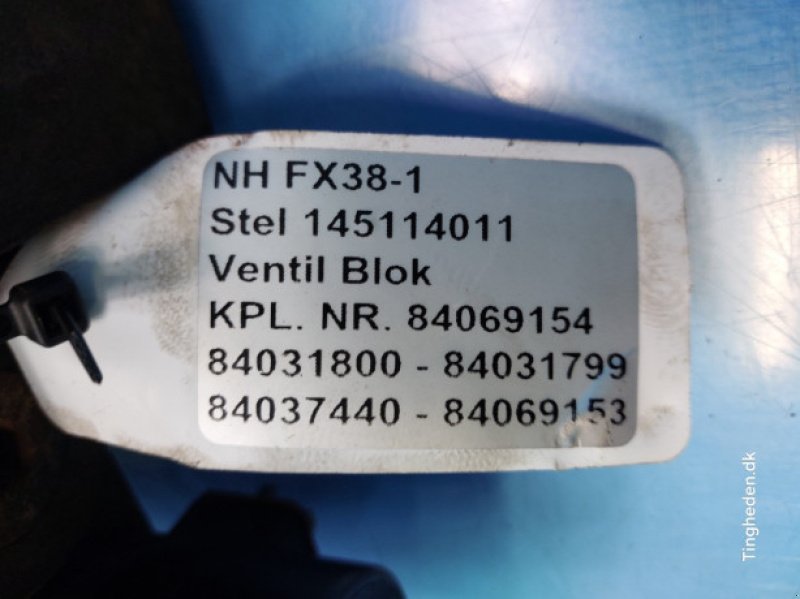 NH FX38-1
Stel 145114011
Ventil Blok
KPL. NR. 84069154
84031800 - 84031799
84037440 - 84069153
Tingheden.dk